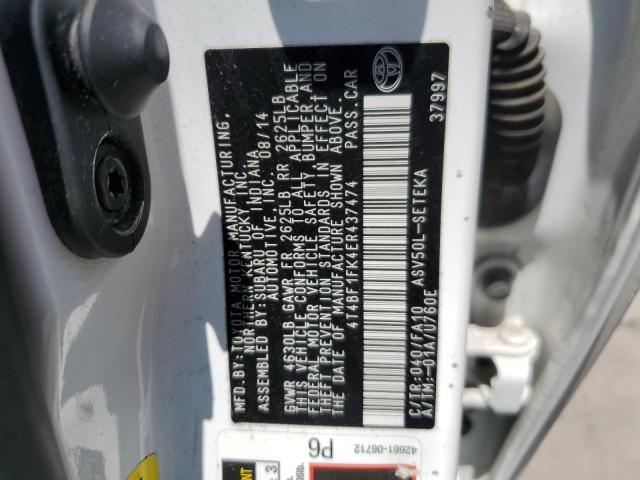 MFD.BY: TOYOTA MOTOR MANUFACTURING,
NORTHERN KENTUCKY, INC.
ASSEMBLED BY: SUBARU OF INDIANA
AUTOMOTIVE, INC. 08/14
GVWR 4630LB GAWR FR 2625LB RR 2625LB
THIS VEHICLE CONFORMS TO ALL APPLICABLE
FEDERAL MOTOR VEHICLE SAFETY, BUMPER, AND
THEFT PREVENTION STANDARDS IN EFFECT ON
THE DATE OF MANUFACTURE SHOWN ABOVE.
4T4BF1FK4ER437474 PASS.CAR
C/TR:040/FA10 ASV50L-SETEKA
A/TM:-01A/U760E 37997
P6
42661-06712
3